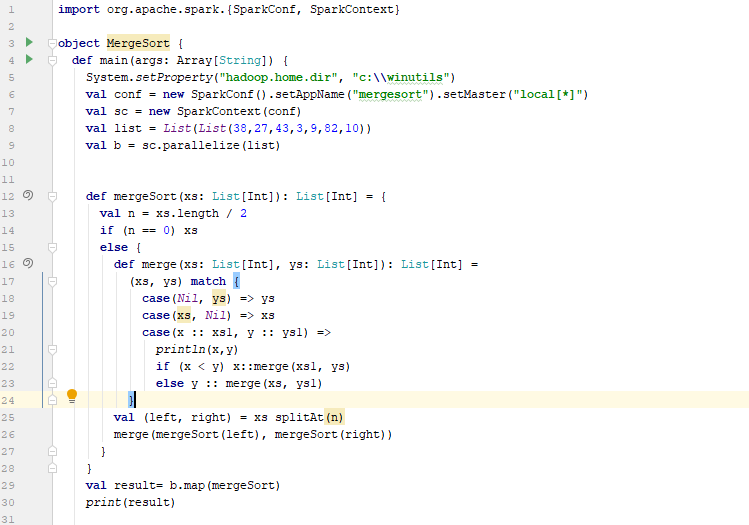 1 import org.apache.spark.{SparkConf, SparkContext}
2
3 object MergeSort {
4 def main(args: Array[String]) {
5 System.setProperty("hadoop.home.dir", "c:\\winutils")
6 val conf = new SparkConf().setAppName("mergesort").setMaster("local[*]")
7 val sc = new SparkContext(conf)
8 val list = List(List(38,27,43,3,9,82,10))
9 val b = sc.parallelize(list)
10
11
12 def mergeSort(xs: List[Int]): List[Int] = {
13 val n = xs.length / 2
14 if (n == 0) xs
15 else {
16 def merge(xs: List[Int], ys: List[Int]): List[Int] =
17 (xs, ys) match {
18 case(Nil, ys) => ys
19 case(xs, Nil) => xs
20 case(x :: xs1, y :: ys1) =>
21 println(x,y)
22 if (x < y) x::merge(xs1, ys)
23 else y :: merge(xs, ys1)
24 }
25 val (left, right) = xs splitAt(n)
26 merge(mergeSort(left), mergeSort(right))
27 }
28 }
29 val result= b.map(mergeSort)
30 print(result)
31